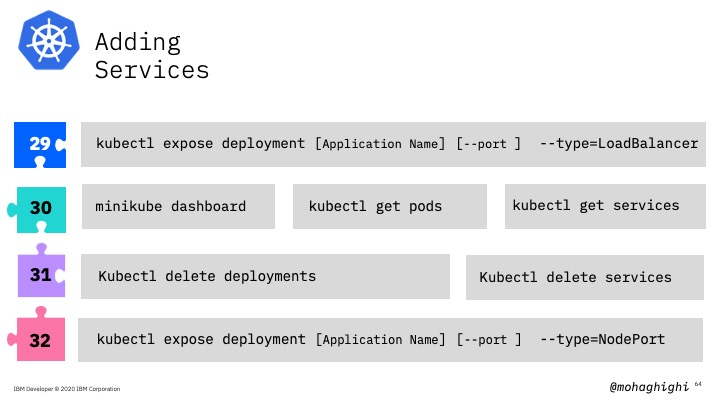 Adding
Services
29
kubectl expose deployment [Application Name] [--port ] --type=LoadBalancer
30
minikube dashboard
kubectl get pods
kubectl get services
31
Kubectl delete deployments
Kubectl delete services
32
kubectl expose deployment [Application Name] [--port ] --type=NodePort
IBM Developer © 2020 IBM Corporation
@mohaghighi
64